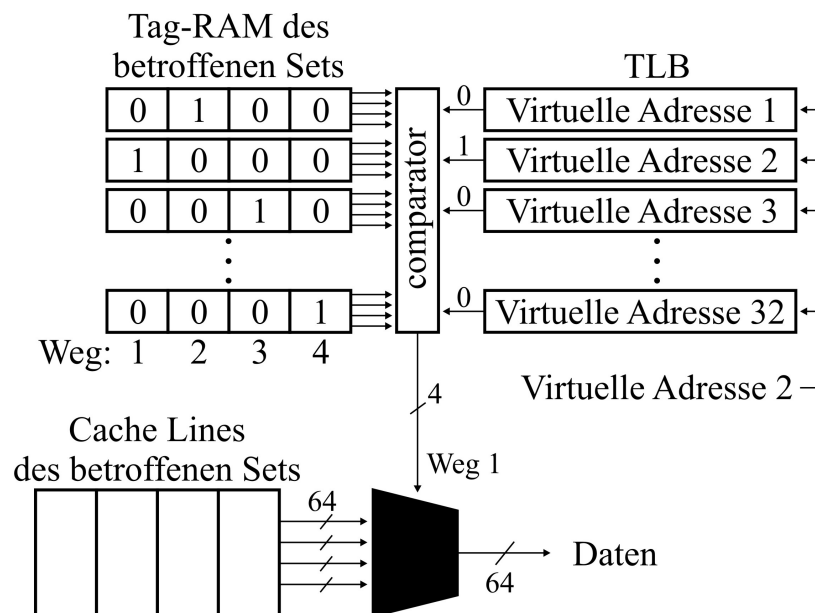 Tag-RAM des
betroffenen Sets
TLB
0 1 0 0
0
Virtuelle Adresse 1
1 0 0 0
1
Virtuelle Adresse 2
0 0 1 0
0
Virtuelle Adresse 3
comparator
0 0 0 1
0
Virtuelle Adresse 32
Weg: 1 2 3 4
Virtuelle Adresse 2
4
Cache Lines
des betroffenen Sets
Weg 1
64
Daten
64